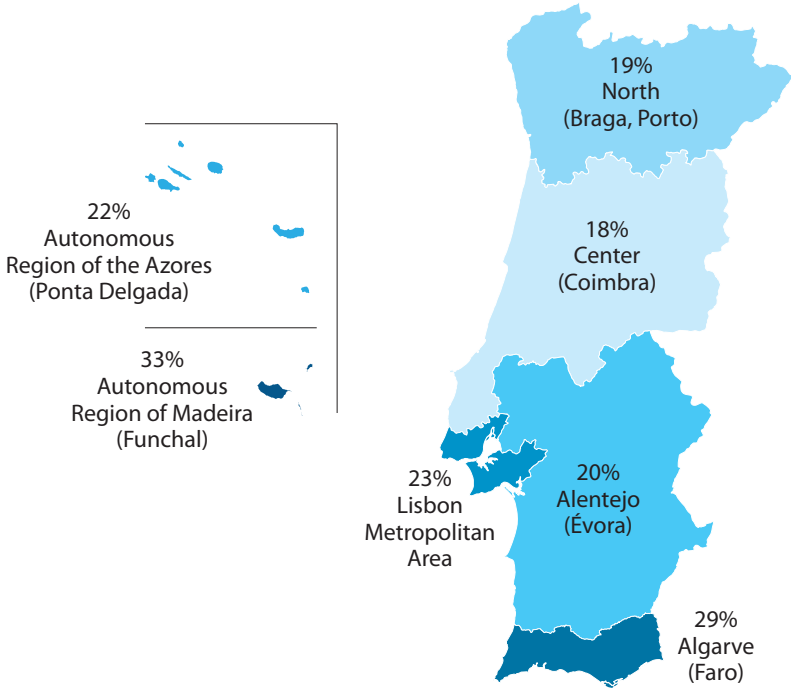 19%
North
(Braga, Porto)
22%
Autonomous
Region of the Azores
(Ponta Delgada)
18%
Center
(Coimbra)
33%
Autonomous
Region of Madeira
(Funchal)
23%
Lisbon
Metropolitan
Area
20%
Alentejo
(Évora)
29%
Algarve
(Faro)